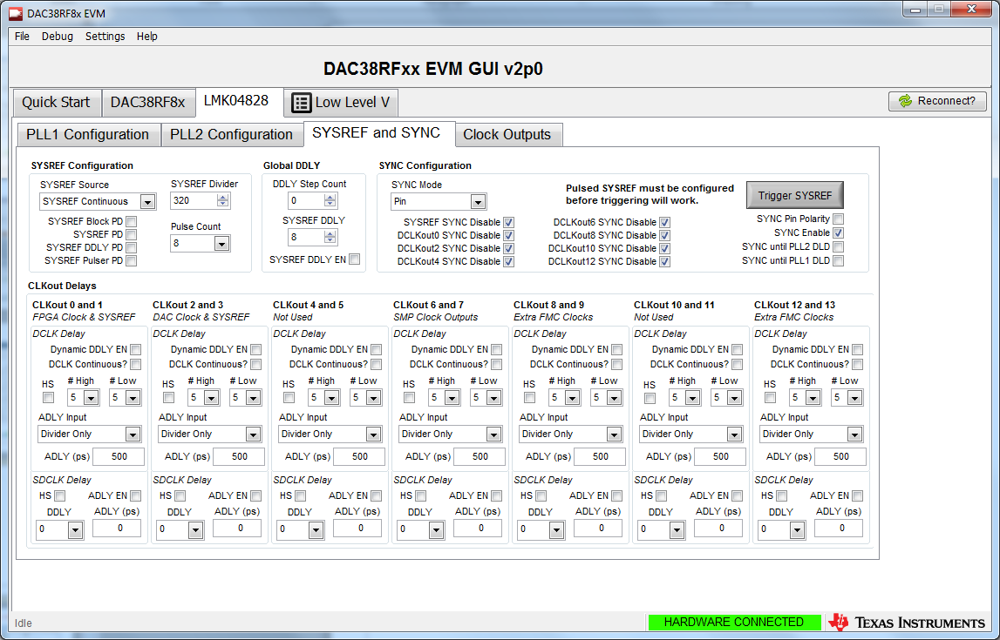 DAC38RF8x EVM
File Debug Settings Help
DAC38RFxx EVM GUI v2p0
Quick Start DAC38RF8x LMK04828 Low Level V Reconnect?
PLL1 Configuration PLL2 Configuration SYSREF and SYNC Clock Outputs
SYSREF Configuration Global DDLY SYNC Configuration
SYSREF Source SYSREF Divider DDLY Step Count SYNC Mode Pulsed SYSREF must be configured
SYSREF Continuous 320 0 Pin before triggering will work. Trigger SYSREF
SYSREF Block PD Pulse Count SYSREF DDLY SYSREF SYNC Disable DCLKout6 SYNC Disable SYNC Pin Polarity
SYSREF PD 8 8 DCLKout0 SYNC Disable DCLKout8 SYNC Disable SYNC Enable
SYSREF DDLY PD DCLKout2 SYNC Disable DCLKout10 SYNC Disable SYNC until PLL2 DLD
SYSREF Pulser PD SYSREF DDLY EN DCLKout4 SYNC Disable DCLKout12 SYNC Disable SYNC until PLL1 DLD
CLKout Delays
CLKout 0 and 1 CLKout 2 and 3 CLKout 4 and 5 CLKout 6 and 7 CLKout 8 and 9 CLKout 10 and 11 CLKout 12 and 13
FPGA Clock & SYSREF DAC Clock & SYSREF Not Used SMP Clock Outputs Extra FMC Clocks Not Used Extra FMC Clocks
DCLK Delay DCLK Delay DCLK Delay DCLK Delay DCLK Delay DCLK Delay DCLK Delay
Dynamic DDLY EN Dynamic DDLY EN Dynamic DDLY EN Dynamic DDLY EN Dynamic DDLY EN Dynamic DDLY EN Dynamic DDLY EN
DCLK Continuous? DCLK Continuous? DCLK Continuous? DCLK Continuous? DCLK Continuous? DCLK Continuous? DCLK Continuous?
HS # High # Low HS # High # Low HS # High # Low HS # High # Low HS # High # Low HS # High # Low HS # High # Low
5 5 5 5 5 5 5 5 5 5 5 5 5 5
ADLY Input ADLY Input ADLY Input ADLY Input ADLY Input ADLY Input ADLY Input
Divider Only Divider Only Divider Only Divider Only Divider Only Divider Only Divider Only
ADLY (ps) 500 ADLY (ps) 500 ADLY (ps) 500 ADLY (ps) 500 ADLY (ps) 500 ADLY (ps) 500 ADLY (ps) 500
SDCLK Delay SDCLK Delay SDCLK Delay SDCLK Delay SDCLK Delay SDCLK Delay SDCLK Delay
HS ADLY EN HS ADLY EN HS ADLY EN HS ADLY EN HS ADLY EN HS ADLY EN HS ADLY EN
DDLY ADLY (ps) DDLY ADLY (ps) DDLY ADLY (ps) DDLY ADLY (ps) DDLY ADLY (ps) DDLY ADLY (ps) DDLY ADLY (ps)
0 0 0 0 0 0 0 0 0 0 0 0 0 0
Idle HARDWARE CONNECTED TEXAS INSTRUMENTS